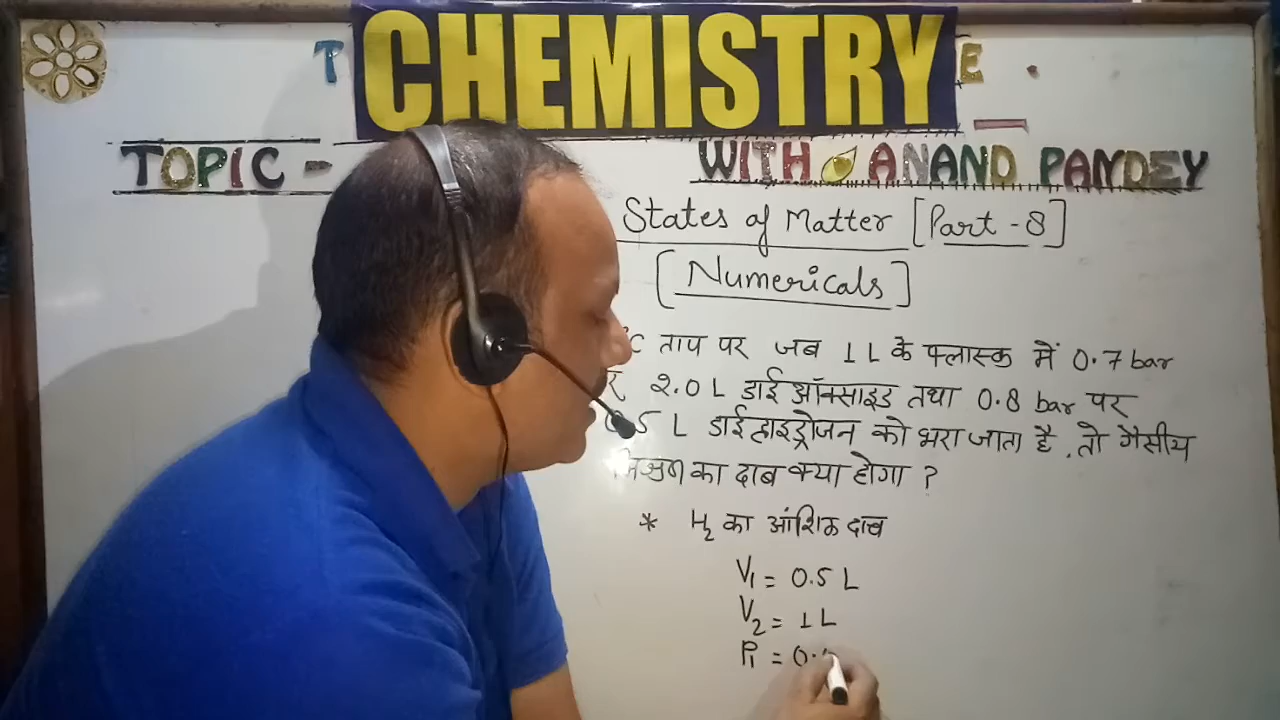 T CHEMISTRY E.
TOPIC - WITH ANAND PANDEY
States of Matter [Part - 8]
[Numericals]
ताप पर जब 1 L के फ्लास्क में 0.7 bar
2.0 L डाईऑक्साइड तथा 0.8 bar पर
L डाईहाइड्रोजन को भरा जाता है, तो गैसीय
का दाब क्या होगा ?
* H₂ का आंशिक दाब
V₁ = 0.5 L
V₂ = 1 L
P₁ =